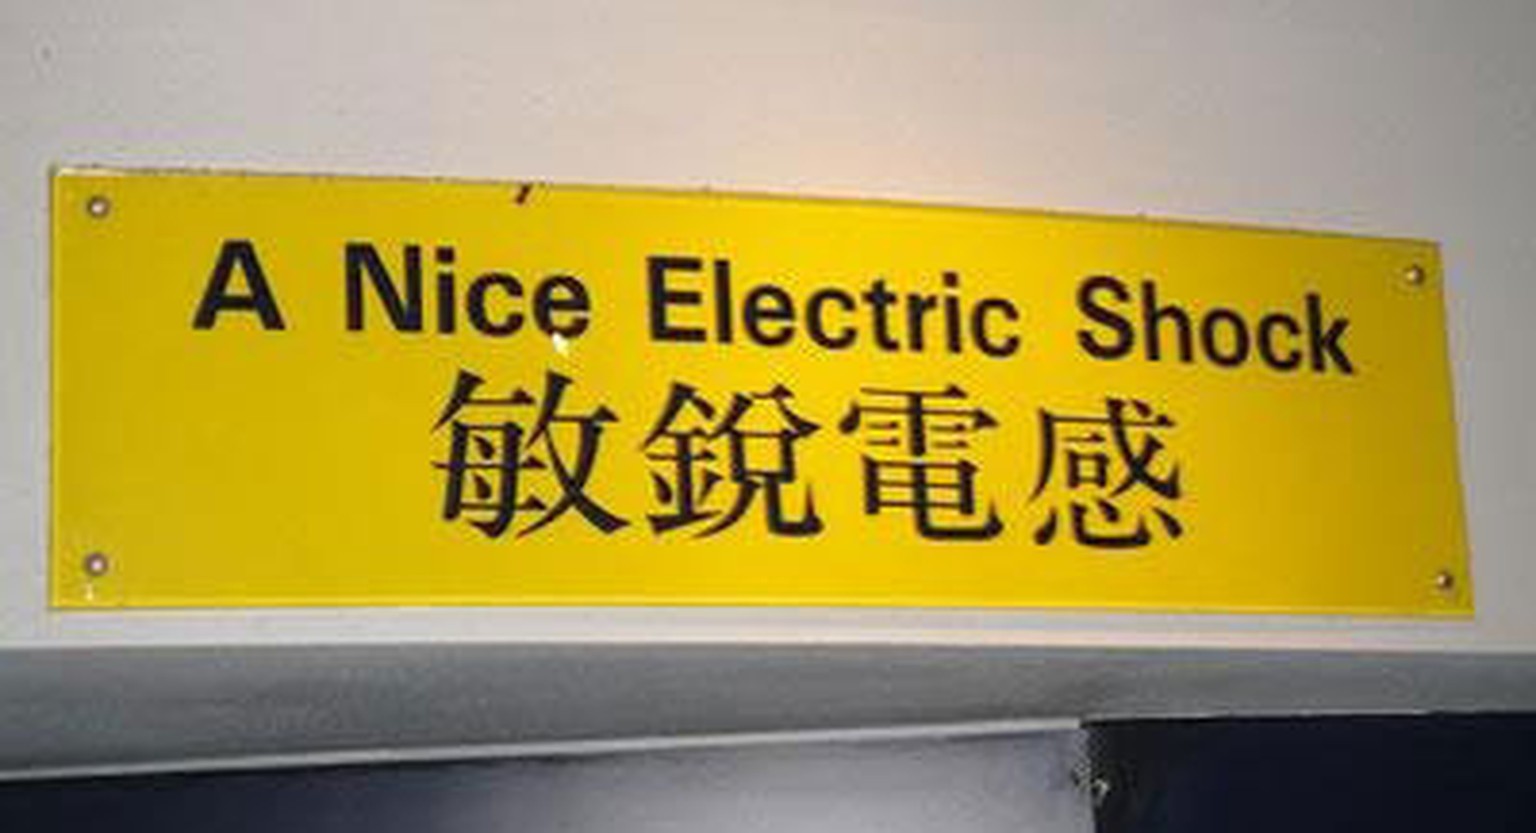 A Nice Electric Shock
敏銳電感